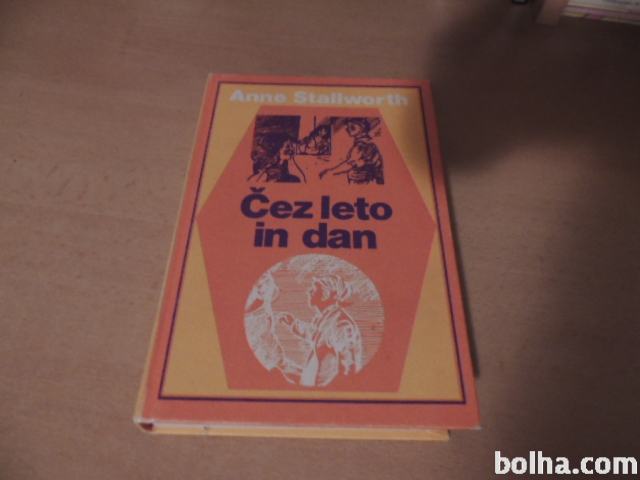 Anne Stallworth
Čez leto
in dan
bolha.com